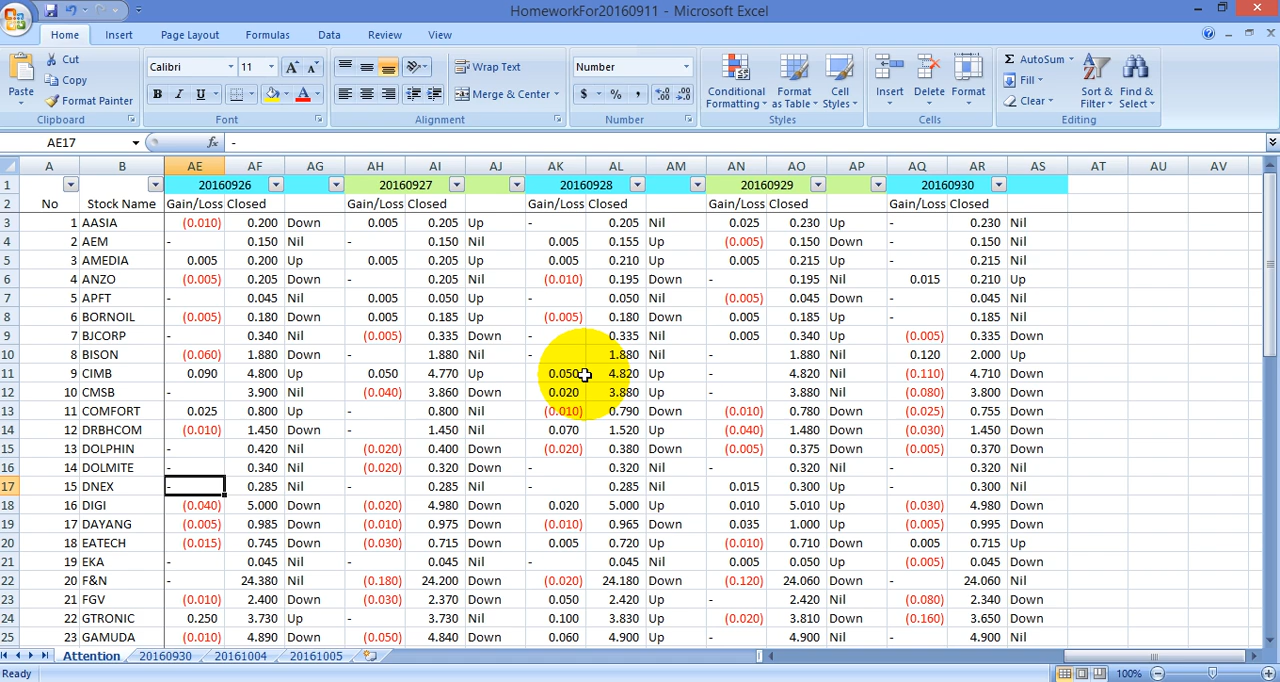 HomeworkFor20160911 - Microsoft Excel
Home Insert Page Layout Formulas Data Review View
Paste Cut Copy Format Painter Clipboard
Calibri 11 A A B I U A Font
Wrap Text Merge & Center Alignment
Number $ % , Number
Conditional Formatting Format as Table Cell Styles Styles
Insert Delete Format Cells
Σ AutoSum Fill Clear Sort & Filter Find & Select Editing
AE17 fx -
A B AE AF AG AH AI AJ AK AL AM AN AO AP AQ AR AS AT AU AV
1 20160926 20160927 20160928 20160929 20160930
2 No Stock Name Gain/Loss Closed Gain/Loss Closed Gain/Loss Closed Gain/Loss Closed Gain/Loss Closed
3 1 AASIA (0.010) 0.200 Down 0.005 0.205 Up - 0.205 Nil 0.025 0.230 Up - 0.230 Nil
4 2 AEM - 0.150 Nil - 0.150 Nil 0.005 0.155 Up (0.005) 0.150 Down - 0.150 Nil
5 3 AMEDIA 0.005 0.200 Up 0.005 0.205 Up 0.005 0.210 Up 0.005 0.215 Up - 0.215 Nil
6 4 ANZO (0.005) 0.205 Down - 0.205 Nil (0.010) 0.195 Down - 0.195 Nil 0.015 0.210 Up
7 5 APFT - 0.045 Nil 0.005 0.050 Up - 0.050 Nil (0.005) 0.045 Down - 0.045 Nil
8 6 BORNOIL (0.005) 0.180 Down 0.005 0.185 Up (0.005) 0.180 Down 0.005 0.185 Up - 0.185 Nil
9 7 BJCORP - 0.340 Nil (0.005) 0.335 Down - 0.335 Nil 0.005 0.340 Up (0.005) 0.335 Down
10 8 BISON (0.060) 1.880 Down - 1.880 Nil - 1.880 Nil - 1.880 Nil 0.120 2.000 Up
11 9 CIMB 0.090 4.800 Up 0.050 4.770 Up 0.050 4.820 Up - 4.820 Nil (0.110) 4.710 Down
12 10 CMSB - 3.900 Nil (0.040) 3.860 Down 0.020 3.880 Up - 3.880 Nil (0.080) 3.800 Down
13 11 COMFORT 0.025 0.800 Up - 0.800 Nil (0.010) 0.790 Down (0.010) 0.780 Down (0.025) 0.755 Down
14 12 DRBHCOM (0.010) 1.450 Down - 1.450 Nil 0.070 1.520 Up (0.040) 1.480 Down (0.030) 1.450 Down
15 13 DOLPHIN - 0.420 Nil (0.020) 0.400 Down (0.020) 0.380 Down (0.005) 0.375 Down (0.005) 0.370 Down
16 14 DOLMITE - 0.340 Nil (0.020) 0.320 Down - 0.320 Nil - 0.320 Nil - 0.320 Nil
17 15 DNEX - 0.285 Nil - 0.285 Nil - 0.285 Nil 0.015 0.300 Up - 0.300 Nil
18 16 DIGI (0.040) 5.000 Down (0.020) 4.980 Down 0.020 5.000 Up 0.010 5.010 Up (0.030) 4.980 Down
19 17 DAYANG (0.005) 0.985 Down (0.010) 0.975 Down (0.010) 0.965 Down 0.035 1.000 Up (0.005) 0.995 Down
20 18 EATECH (0.015) 0.745 Down (0.030) 0.715 Down 0.005 0.720 Up (0.010) 0.710 Down 0.005 0.715 Up
21 19 EKA - 0.045 Nil - 0.045 Nil - 0.045 Nil 0.005 0.050 Up (0.005) 0.045 Down
22 20 F&N - 24.380 Nil (0.180) 24.200 Down (0.020) 24.180 Down (0.120) 24.060 Down - 24.060 Nil
23 21 FGV (0.010) 2.400 Down (0.030) 2.370 Down 0.050 2.420 Up - 2.420 Nil (0.080) 2.340 Down
24 22 GTRONIC 0.250 3.730 Up - 3.730 Nil 0.100 3.830 Up (0.020) 3.810 Down (0.160) 3.650 Down
25 23 GAMUDA (0.010) 4.890 Down (0.050) 4.840 Down 0.060 4.900 Up - 4.900 Nil - 4.900 Nil
Attention 20160930 20161004 20161005
Ready 100%